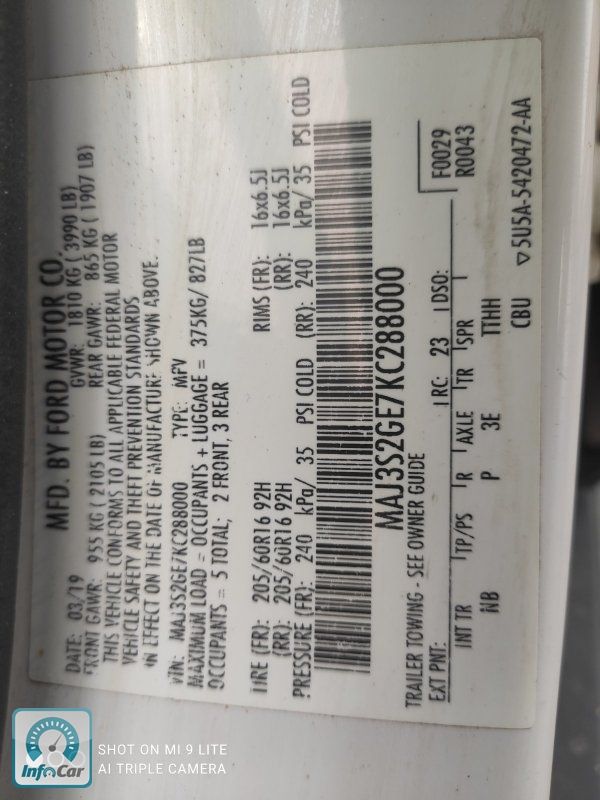 MFD. BY FORD MOTOR CO.
DATE: 03/19 GVWR: 1810 KG ( 3990 LB)
FRONT GAWR: 955 KG ( 2105 LB) REAR GAWR: 865 KG ( 1907 LB)
THIS VEHICLE CONFORMS TO ALL APPLICABLE FEDERAL MOTOR
VEHICLE SAFETY AND THEFT PREVENTION STANDARDS
IN EFFECT ON THE DATE OF MANUFACTURE SHOWN ABOVE.
VIN: MAJ3S2GE7KC288000 TYPE: MPV
MAXIMUM LOAD = OCCUPANTS + LUGGAGE = 375KG/ 827LB
OCCUPANTS = 5 TOTAL; 2 FRONT, 3 REAR
TIRE (FR): 205/60R16 92H RIMS (FR): 16x6.5J
(RR): 205/60R16 92H (RR): 16x6.5J
PRESSURE (FR): 240 kPa/ 35 PSI COLD (RR): 240 kPa/ 35 PSI COLD
MAJ3S2GE7KC288000
TRAILER TOWING - SEE OWNER GUIDE
F0029
EXT PNT: RC: 23 DSO: R0043
INT TR TP/PS R AXLE TR SPR
NB P 3E TTHH
CBU ▽5U5A-5420472-AA
InfoCar
SHOT ON MI 9 LITE
AI TRIPLE CAMERA